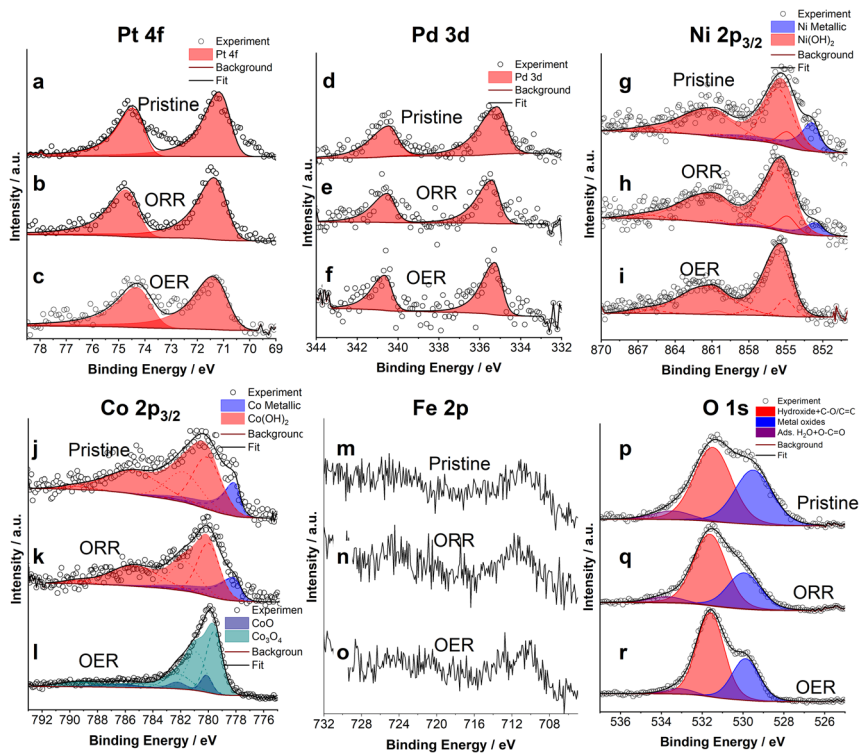 Pt 4f
Experiment
Pt 4f
Background
Fit
a
Pristine
b
ORR
c
OER
Intensity / a.u.
78 77 76 75 74 73 72 71 70 69
Binding Energy / eV
Pd 3d
Experiment
Pd 3d
Background
Fit
d
Pristine
e
ORR
f
OER
Intensity / a.u.
344 342 340 338 336 334 332
Binding Energy / eV
Ni 2p3/2
Experiment
Ni Metallic
Ni(OH)2
Background
Fit
g
Pristine
h
ORR
i
OER
Intensity / a.u.
870 867 864 861 858 855 852
Binding Energy / eV
Co 2p3/2
Experiment
Co Metallic
Co(OH)2
Background
Fit
j
Pristine
k
ORR
Experiment
CoO
Co3O4
Background
Fit
l
OER
Intensity / a.u.
792 790 788 786 784 782 780 778 776
Binding Energy / eV
Fe 2p
m
Pristine
n
ORR
o
OER
Intensity / a.u.
732 728 724 720 716 712 708
Binding Energy / eV
O 1s
Experiment
Hydroxide+C-O/C=C
Metal oxides
Ads. H2O+O-C=O
Background
Fit
p
Pristine
q
ORR
r
OER
Intensity / a.u.
536 534 532 530 528 526
Binding Energy / eV